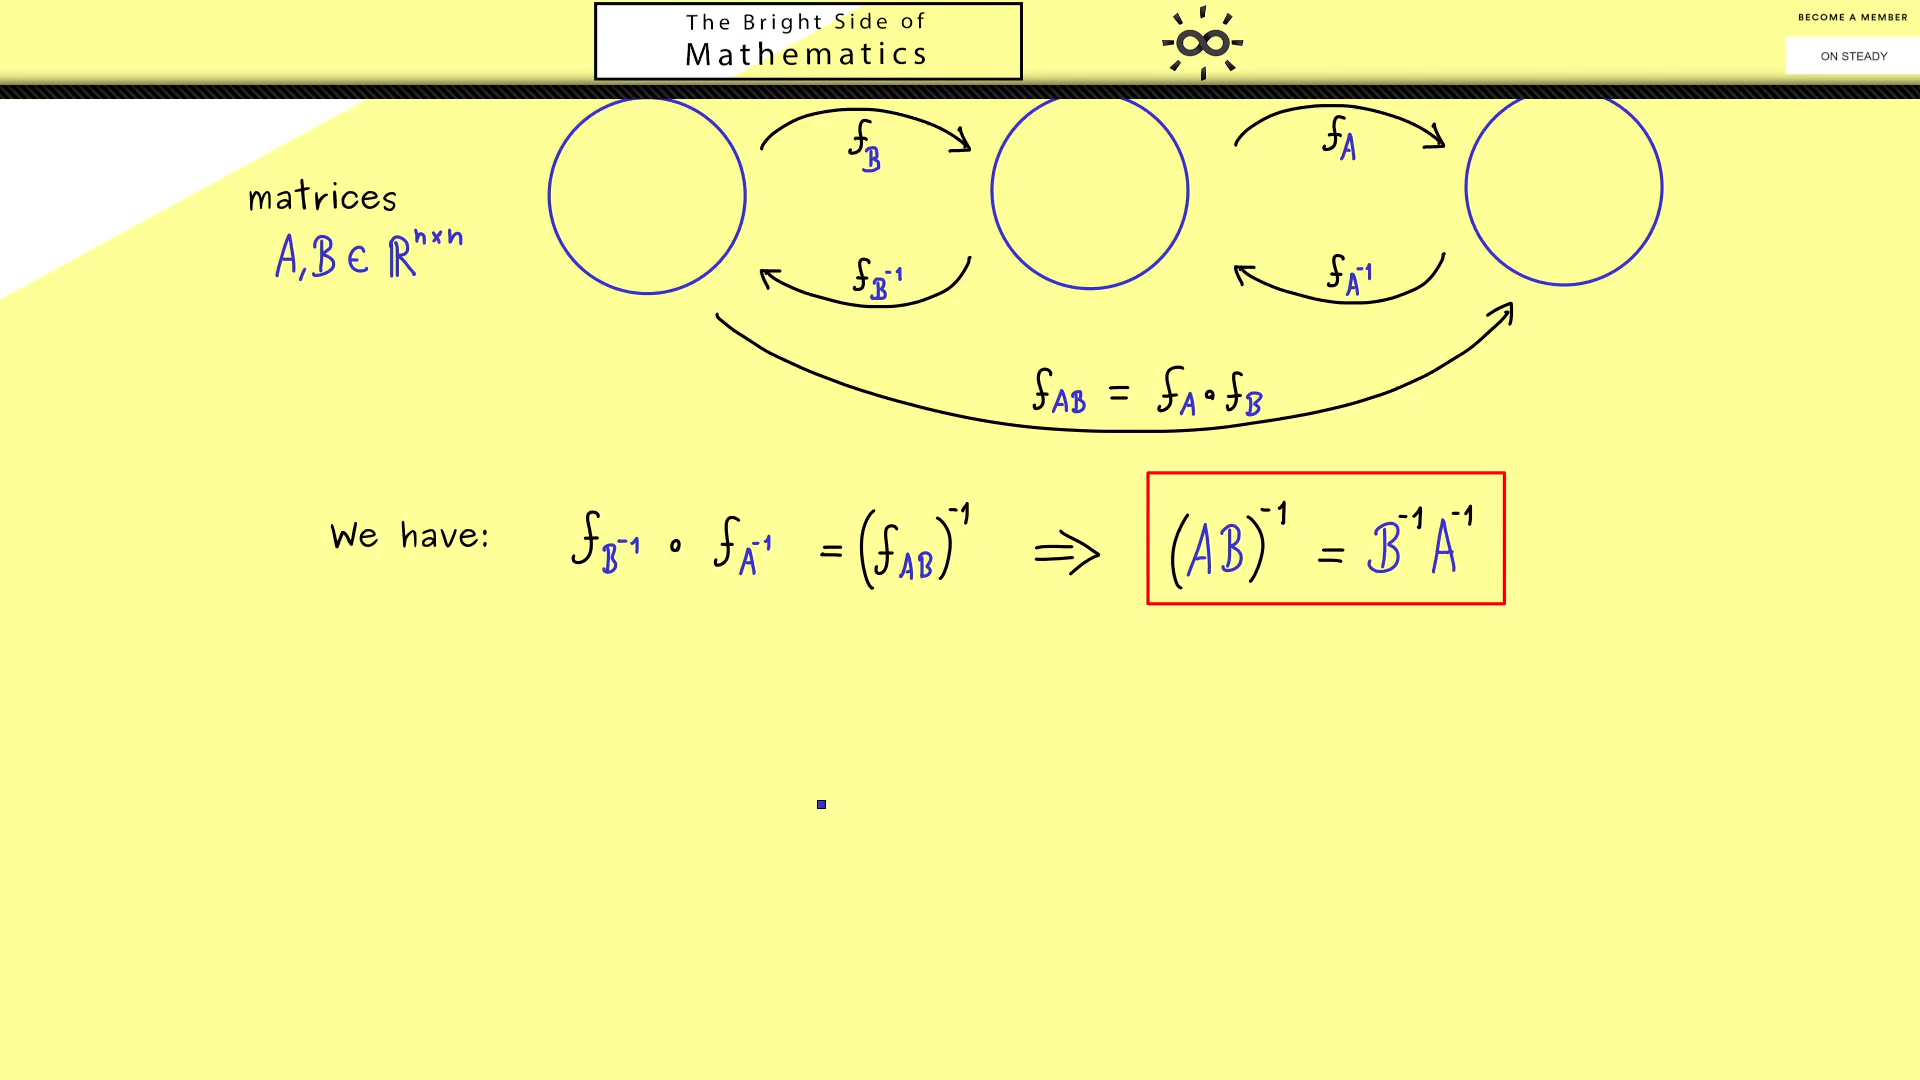 The Bright Side of
Mathematics
BECOME A MEMBER
ON STEADY
f_B
f_A
matrices
A, B ∈ ℝ^{n×n}
f_{B^{-1}}
f_{A^{-1}}
f_{AB} = f_A ∘ f_B
We have: f_{B^{-1}} ∘ f_{A^{-1}} = (f_{AB})^{-1} ⇒ (AB)^{-1} = B^{-1}A^{-1}